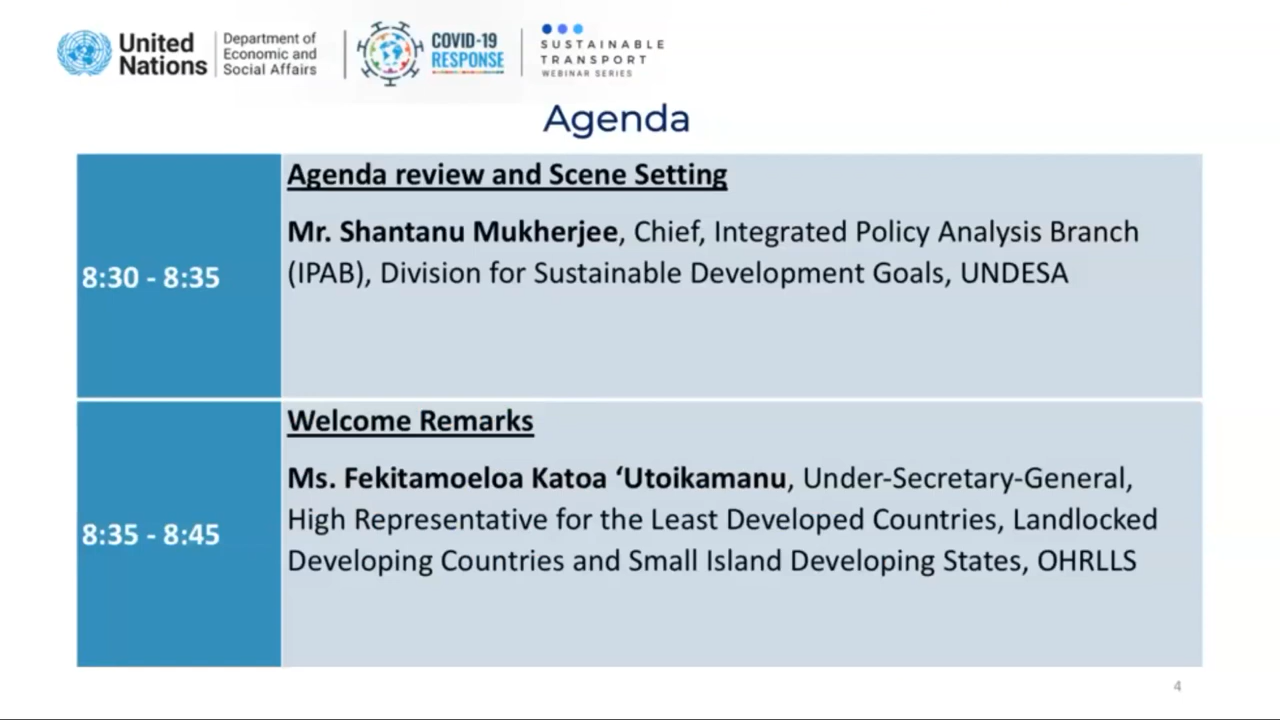 United Nations
Department of Economic and Social Affairs
COVID-19 RESPONSE
SUSTAINABLE TRANSPORT
WEBINAR SERIES
Agenda
8:30 - 8:35
Agenda review and Scene Setting
Mr. Shantanu Mukherjee, Chief, Integrated Policy Analysis Branch
(IPAB), Division for Sustainable Development Goals, UNDESA
8:35 - 8:45
Welcome Remarks
Ms. Fekitamoeloa Katoa ‘Utoikamanu, Under-Secretary-General,
High Representative for the Least Developed Countries, Landlocked
Developing Countries and Small Island Developing States, OHRLLS
4